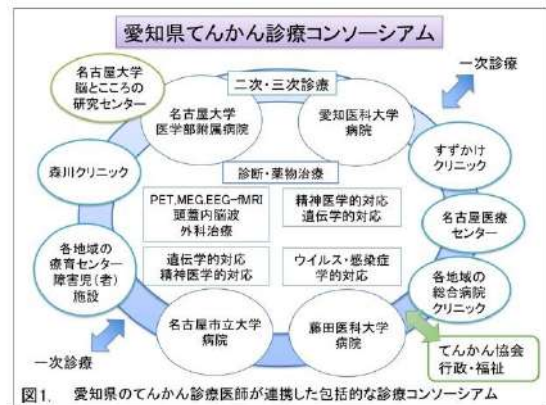 愛知県てんかん診療コンソーシアム
名古屋大学
脳とこころの
研究センター
二次・三次診療
一次診療
名古屋大学
医学部附属病院
愛知医科大学
病院
すずかけ
クリニック
森川クリニック
診断・薬物治療
PET,MEG,EEG-fMRI
頭蓋内脳波
外科治療
精神医学的対応
遺伝学的対応
名古屋医療
センター
各地域の
療育センター
障害児(者)
施設
遺伝学的対応
精神医学的対応
ウイルス・感染症
学的対応
各地域の
総合病院
クリニック
名古屋市立大学
病院
藤田医科大学
病院
一次診療
てんかん協会
行政・福祉
図1. 愛知県のてんかん診療医師が連携した包括的な診療コンソーシアム